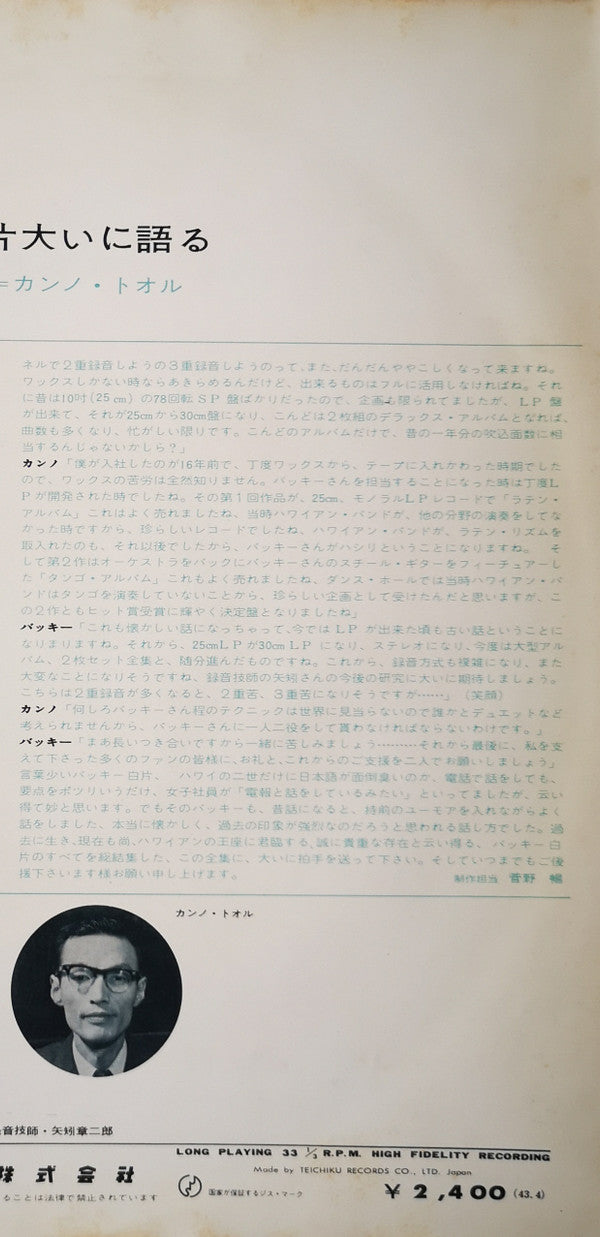 片大いに語る
=カンノ・トオル
ネルで2重録音しようの3重録音しようのって、また、だんだんややこしくなって来ますね。
ワックスしかない時ならあきらめるんだけど、出来るものはフルに活用しなければね。それ
に昔は10吋(25cm)の78回転SP盤ばかりだったので、企画も限られてましたが、LP盤
が出来て、それが25cmから30cm盤になり、こんどは2枚組のデラックス・アルバムとなれば、
曲数も多くなり、忙がしい限りです。こんどのアルバムだけで、昔の一年分の吹込面数に相
当するんじゃないかしら?」
カンノ「僕が入社したのが16年前で、丁度ワックスから、テープに入れかわった時期でした
ので、ワックスの苦労は全然知りません。バッキーさんを担当することになった時は丁度L
Pが開発された時でしたね。その第1回作品が、25cm、モノラルLPレコードで「ラテン・
アルバム」これはよく売れましたね、当時ハワイアン・バンドが、他の分野の演奏をしてな
かった時ですから、珍らしいレコードでしたね、ハワイアン・バンドが、ラテン・リズムを
取入れたのも、それ以後でしたから、バッキーさんがハシリということになりますね。 そ
して第2作はオーケストラをバックにバッキーさんのスチール・ギターをフィーチュアーし
た「タンゴ・アルバム」これもよく売れましたね、ダンス・ホールでは当時ハワイアン・バ
ンドはタンゴを演奏していないことから、珍らしい企画として受けたんだと思いますが、こ
の2作ともヒット賞受賞に輝やく決定盤となりましたね」
バッキー「これも懐かしい話になっちゃって、今ではLPが出来た頃も古い話ということに
なりまりますね。それから、25cmLPが30cmLPになり、ステレオになり、今度は大型アル
バム、2枚セット全集と、随分進んだものですね。これから、録音方式も複雑になり、また
大変なことになりそうですね、録音技師の矢矧さんの今後の研究に大いに期待しましょう。
こちらは2重録音が多くなると、2重苦、3重苦になりそうですが……」(笑顔)
カンノ「何しろバッキーさん程のテクニックは世界に見当らないので誰かとデュエットなど
考えられませんから、バッキーさんに一人二役をして貰わなければならないわけです。」
バッキー「まあ長いつき合いですから一緒に苦しみましょう………それから最後に、私を支
えて下さった多くのファンの皆様に、お礼と、これからのご支援を二人でお願いしましょう」
言葉少いバッキー白片、 ハワイの二世だけに日本語が面倒臭いのか、電話で話をしても、
要点をポツリいうだけ、女子社員が「電報と話をしているみたい」といってましたが、云い
得て妙と思います。でもそのバッキーも、昔話になると、持前のユーモアを入れながらよく
話をしました、本当に懐かしく、過去の印象が強烈なのだろうと思われる話し方でした。過
去に生き、現在も尚、ハワイアンの王座に君臨する、誠に貴重な存在と云い得る、バッキー白
片のすべてを総結集した、この全集に、大いに拍手を送って下さい。そしていつまでもご後
援下さいます様お願い申し上げます。
制作担当 菅野 暢
カンノ・トオル
音技師・矢矧章二郎
LONG PLAYING 33 1/3 R.P.M. HIGH FIDELITY RECORDING
株式会社
Made by TEICHIKU RECORDS CO., LTD. Japan
ることは法律で禁止されています
国家が保証するジス・マーク
¥2,400 (43.4)